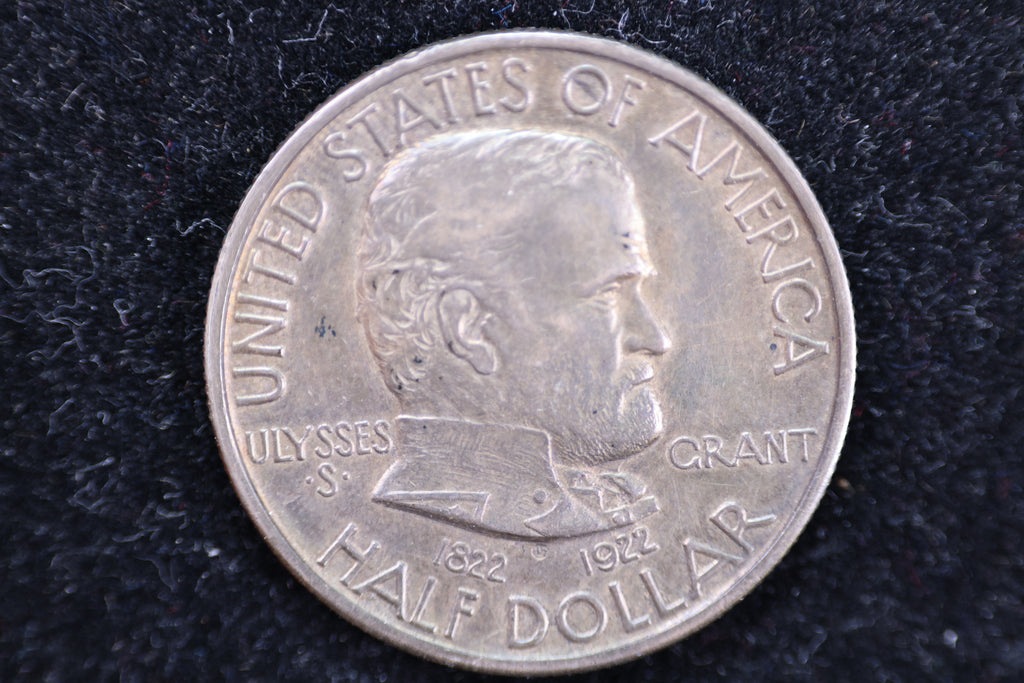 UNITED STATES OF AMERICA
ULYSSES
·S·
GRANT
1822 1922
HALF DOLLAR